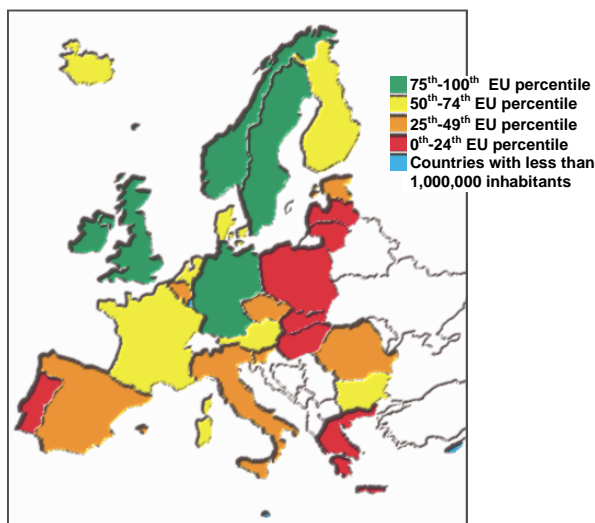 75th-100th EU percentile
50th-74th EU percentile
25th-49th EU percentile
0th-24th EU percentile
Countries with less than
1,000,000 inhabitants